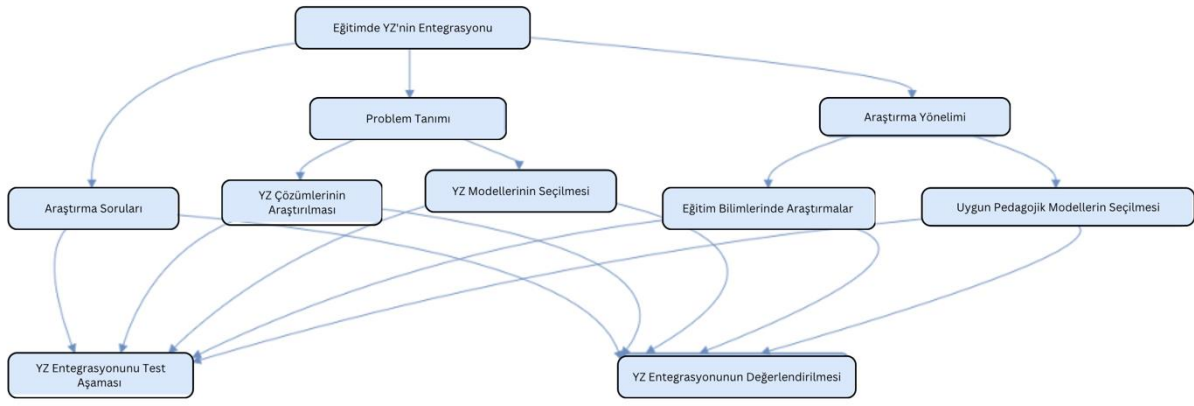 Eğitimde YZ'nin Entegrasyonu
Problem Tanımı
Araştırma Yönelimi
Araştırma Soruları
YZ Çözümlerinin
Araştırılması
YZ Modellerinin Seçilmesi
Eğitim Bilimlerinde Araştırmalar
Uygun Pedagojik Modellerin Seçilmesi
YZ Entegrasyonunu Test
Aşaması
YZ Entegrasyonunun Değerlendirilmesi